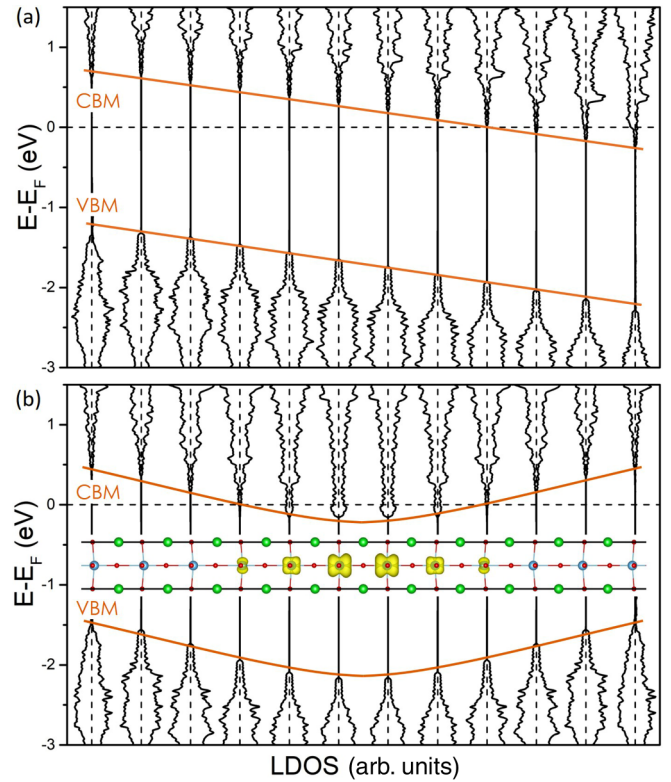 (a)
1
CBM
0
E-E_F (eV)
-1
VBM
-2
-3
(b)
1
CBM
0
E-E_F (eV)
-1
VBM
-2
-3
LDOS (arb. units)